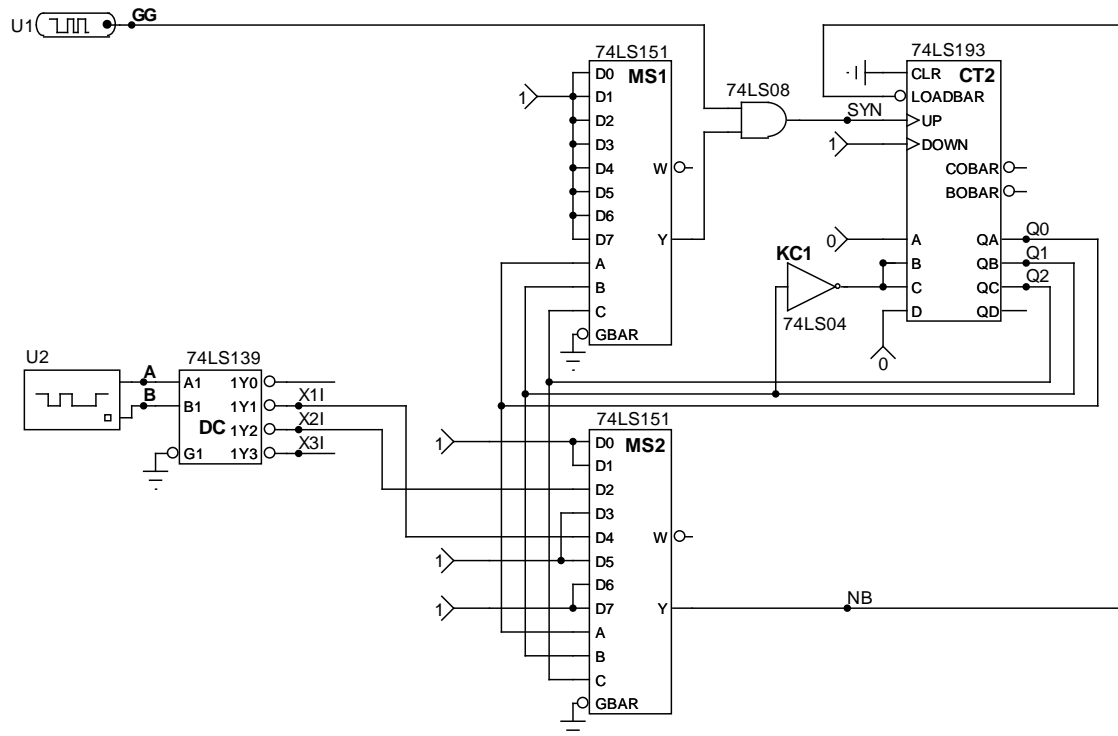 U1
GG
74LS151
MS1
D0
D1
D2
D3
D4
D5
D6
D7
A
B
C
GBAR
W
Y
1
74LS08
SYN
74LS193
CT2
CLR
LOADBAR
UP
DOWN
1
COBAR
BOBAR
0
A
B
C
D
QA
QB
QC
QD
Q0
Q1
Q2
0
KC1
74LS04
U2
A
B
74LS139
A1
B1
DC
G1
1Y0
1Y1
1Y2
1Y3
X1I
X2I
X3I
74LS151
MS2
1
D0
D1
D2
D3
D4
1
D5
D6
1
D7
A
B
C
GBAR
W
Y
NB